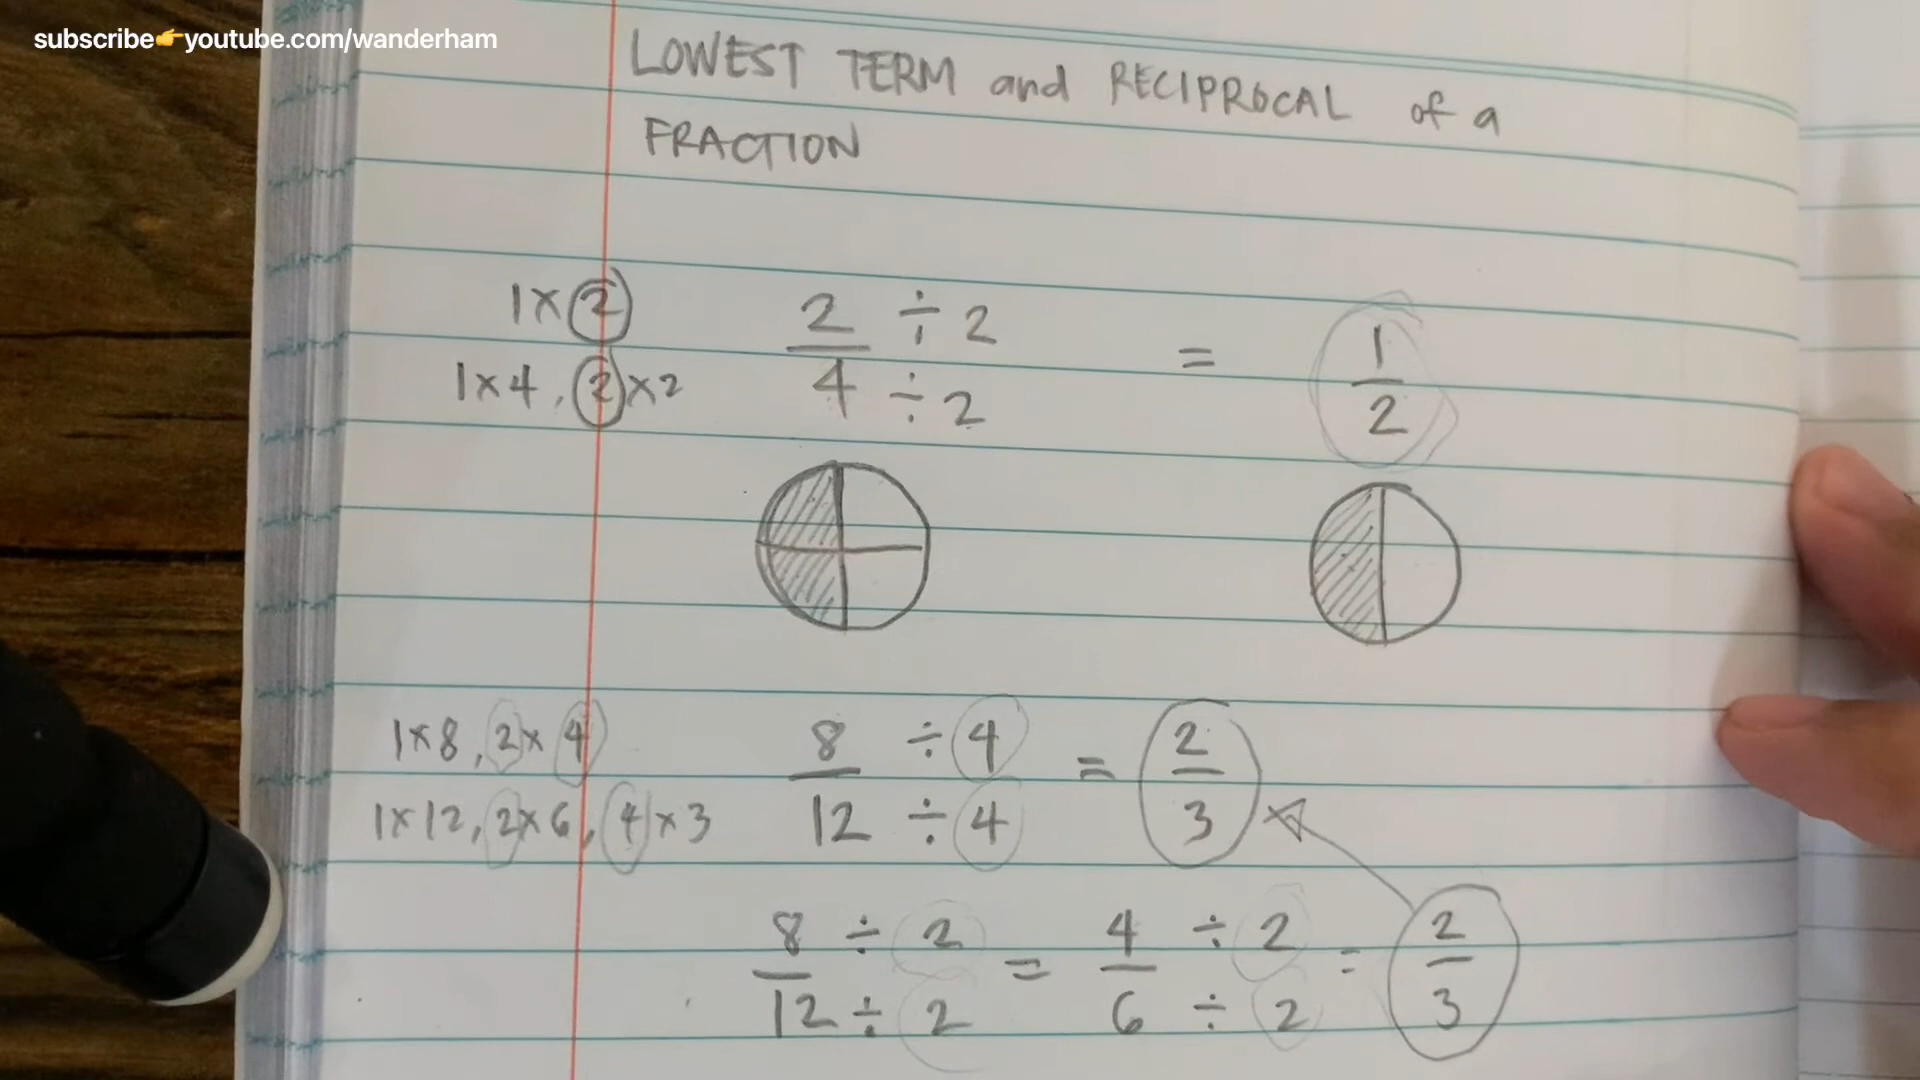 subscribe👉youtube.com/wanderham
LOWEST TERM and RECIPROCAL of a
FRACTION
1 x 2
1 x 4, 2 x 2
2 ÷ 2 = 1
4 ÷ 2 2
1 x 8, 2 x 4
1 x 12, 2 x 6, 4 x 3
8 ÷ 4 = 2
12 ÷ 4 3
8 ÷ 2 = 4 ÷ 2 = 2
12 ÷ 2 6 ÷ 2 3